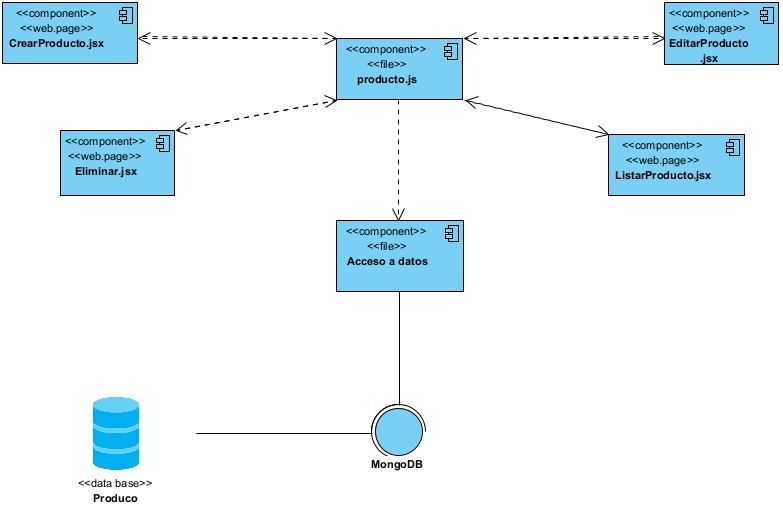 <<component>>
<<web.page>>
CrearProducto.jsx
<<component>>
<<file>>
producto.js
<<component>>
<<web.page>>
EditarProducto
.jsx
<<component>>
<<web.page>>
Eliminar.jsx
<<component>>
<<web.page>>
ListarProducto.jsx
<<component>>
<<file>>
Acceso a datos
MongoDB
<<data base>>
Produco